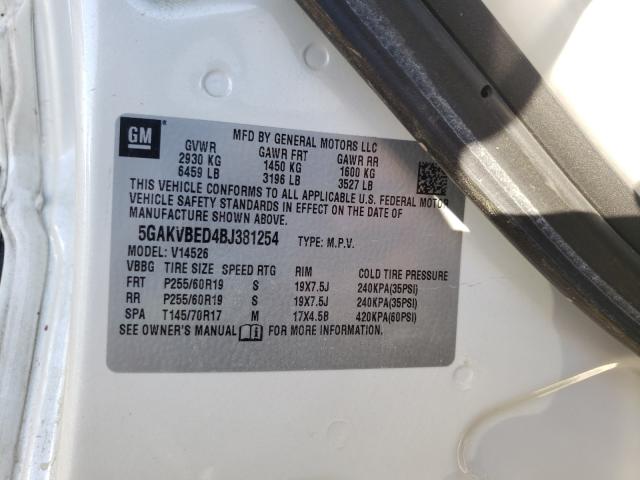 GM
MFD BY GENERAL MOTORS LLC
GVWR GAWR FRT GAWR RR
2930 KG 1450 KG 1600 KG
6459 LB 3196 LB 3527 LB
THIS VEHICLE CONFORMS TO ALL APPLICABLE U.S. FEDERAL MOTOR
VEHICLE SAFETY STANDARDS IN EFFECT ON THE DATE OF
MANUFACTURE SHOWN ABOVE.
5GAKVBED4BJ381254 TYPE: M.P.V.
MODEL: V14526
VBBG TIRE SIZE SPEED RTG RIM COLD TIRE PRESSURE
FRT P255/60R19 S 19X7.5J 240KPA(35PSI)
RR P255/60R19 S 19X7.5J 240KPA(35PSI)
SPA T145/70R17 M 17X4.5B 420KPA(60PSI)
SEE OWNER'S MANUAL FOR MORE INFORMATION.